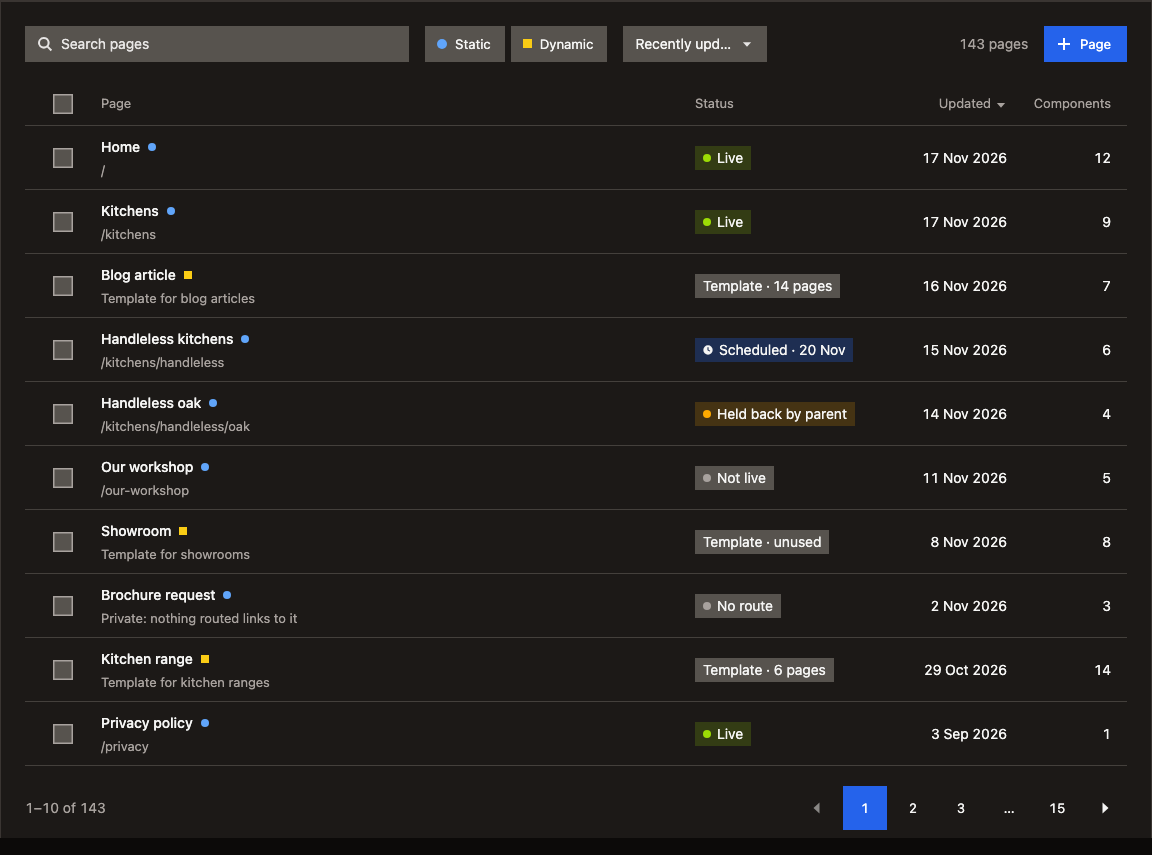 Search pages
Static
Dynamic
Recently upd...
143 pages
Page
Page Status Updated Components
Home
/
Live 17 Nov 2026 12
Kitchens
/kitchens
Live 17 Nov 2026 9
Blog article
Template for blog articles
Template · 14 pages 16 Nov 2026 7
Handleless kitchens
/kitchens/handleless
Scheduled · 20 Nov 15 Nov 2026 6
Handleless oak
/kitchens/handleless/oak
Held back by parent 14 Nov 2026 4
Our workshop
/our-workshop
Not live 11 Nov 2026 5
Showroom
Template for showrooms
Template · unused 8 Nov 2026 8
Brochure request
Private: nothing routed links to it
No route 2 Nov 2026 3
Kitchen range
Template for kitchen ranges
Template · 6 pages 29 Oct 2026 14
Privacy policy
/privacy
Live 3 Sep 2026 1
1–10 of 143
1 2 3 ... 15